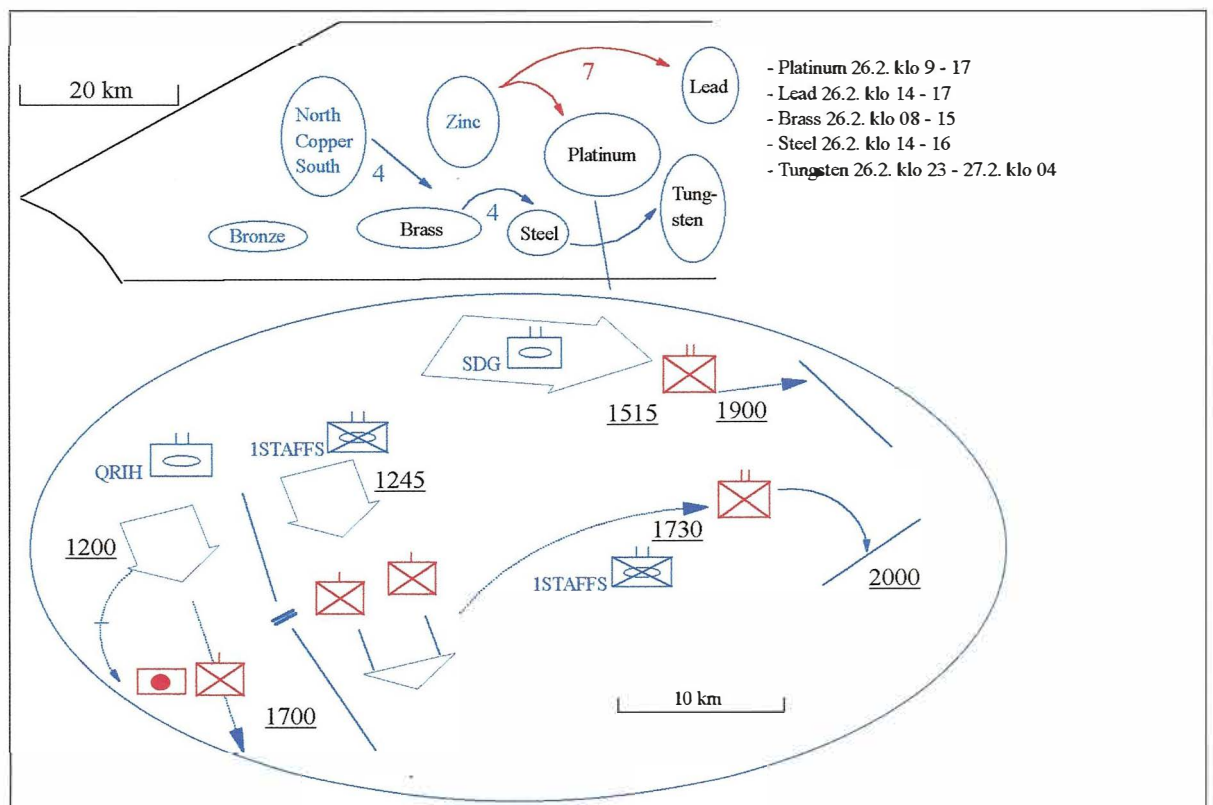 20 km
North
Copper
South
Zinc
7
Lead
Platinum
4
4
Tung-
sten
Bronze
Brass
Steel
- Platinum 26.2. klo 9 - 17
- Lead 26.2. klo 14 - 17
- Brass 26.2. klo 08 - 15
- Steel 26.2. klo 14 - 16
- Tungsten 26.2. klo 23 - 27.2. klo 04
SDG
1515
1900
1STAFFS
QRIH
1245
1200
1730
1STAFFS
2000
1700
10 km